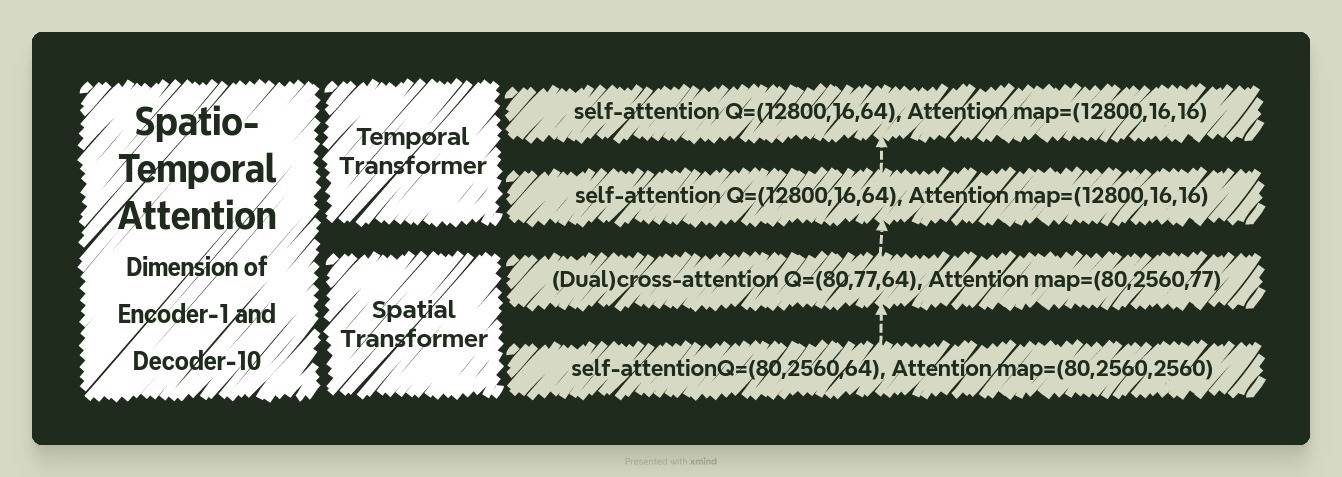 Spatio-
Temporal
Attention
Dimension of
Encoder-1 and
Decoder-10
Temporal
Transformer
self-attention Q=(12800,16,64), Attention map=(12800,16,16)
self-attention Q=(12800,16,64), Attention map=(12800,16,16)
Spatial
Transformer
(Dual)cross-attention Q=(80,77,64), Attention map=(80,2560,77)
self-attentionQ=(80,2560,64), Attention map=(80,2560,2560)
Presented with xmind